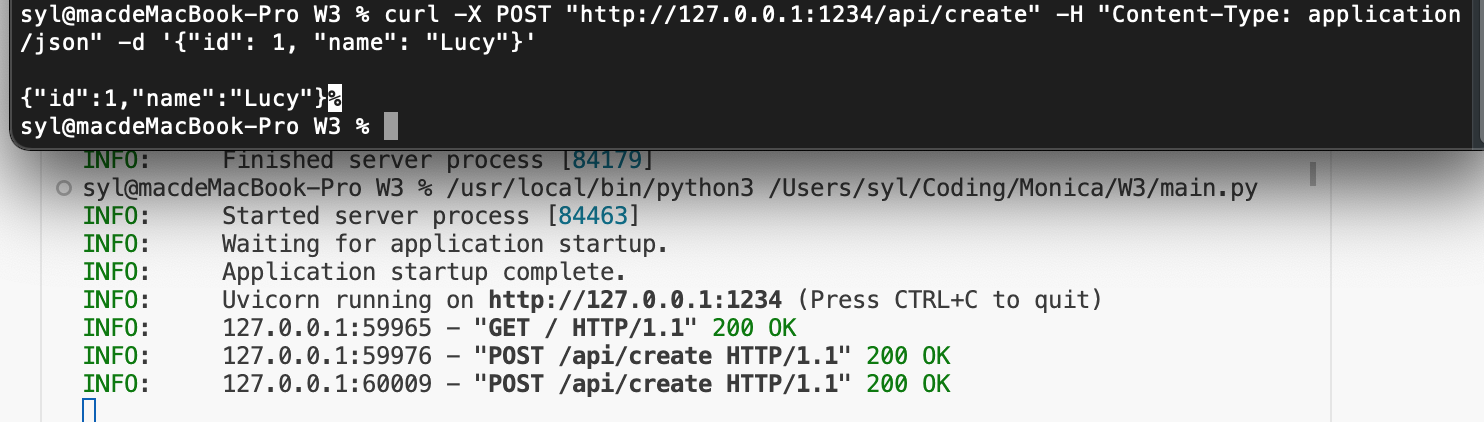 syl@macdeMacBook-Pro W3 % curl -X POST "http://127.0.0.1:1234/api/create" -H "Content-Type: application
/json" -d '{"id": 1, "name": "Lucy"}'
{"id":1,"name":"Lucy"}%
syl@macdeMacBook-Pro W3 %
INFO:     Finished server process [84179]
syl@macdeMacBook-Pro W3 % /usr/local/bin/python3 /Users/syl/Coding/Monica/W3/main.py
INFO:     Started server process [84463]
INFO:     Waiting for application startup.
INFO:     Application startup complete.
INFO:     Uvicorn running on http://127.0.0.1:1234 (Press CTRL+C to quit)
INFO:     127.0.0.1:59965 - "GET / HTTP/1.1" 200 OK
INFO:     127.0.0.1:59976 - "POST /api/create HTTP/1.1" 200 OK
INFO:     127.0.0.1:60009 - "POST /api/create HTTP/1.1" 200 OK